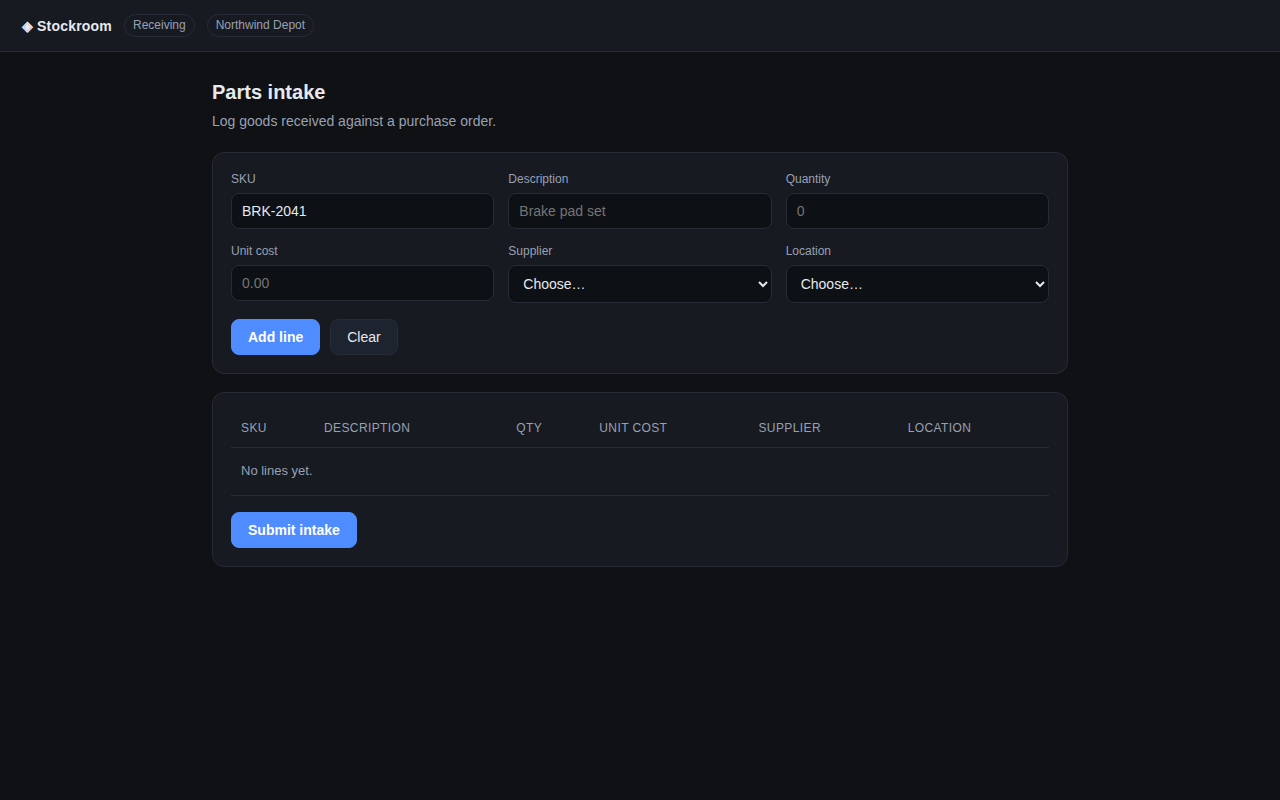 ◈ Stockroom Receiving Northwind Depot
Parts intake
Log goods received against a purchase order.
SKU Description Quantity
BRK-2041 Brake pad set 0
Unit cost Supplier Location
0.00 Choose… Choose…
Add line Clear
SKU DESCRIPTION QTY UNIT COST SUPPLIER LOCATION
No lines yet.
Submit intake